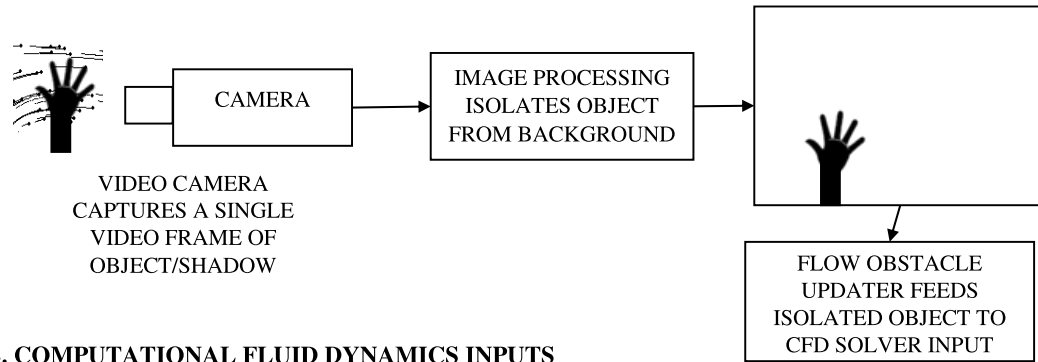 CAMERA
IMAGE PROCESSING
ISOLATES OBJECT
FROM BACKGROUND
VIDEO CAMERA
CAPTURES A SINGLE
VIDEO FRAME OF
OBJECT/SHADOW
FLOW OBSTACLE
UPDATER FEEDS
ISOLATED OBJECT TO
CFD SOLVER INPUT
. COMPUTATIONAL FLUID DYNAMICS INPUTS